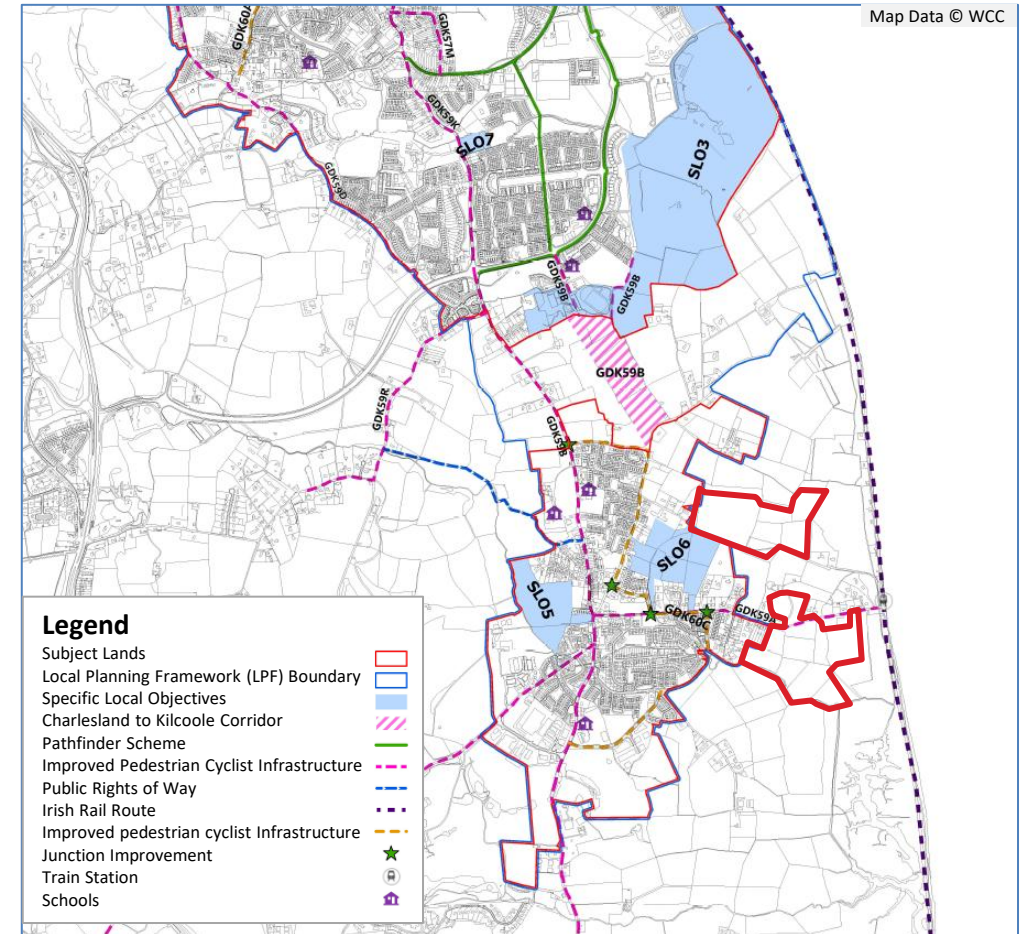 Map Data © WCC
GDK60A
GDK57M
GDK59K
SLO7
SLO3
GDK59D
GDK59B
GDK59B
GDK59B
GDK59R
GDK59B
SLO6
SLO5
GDK60C
GDK59A
Legend
Subject Lands
Local Planning Framework (LPF) Boundary
Specific Local Objectives
Charlesland to Kilcoole Corridor
Pathfinder Scheme
Improved Pedestrian Cyclist Infrastructure
Public Rights of Way
Irish Rail Route
Improved pedestrian cyclist Infrastructure
Junction Improvement
Train Station
Schools